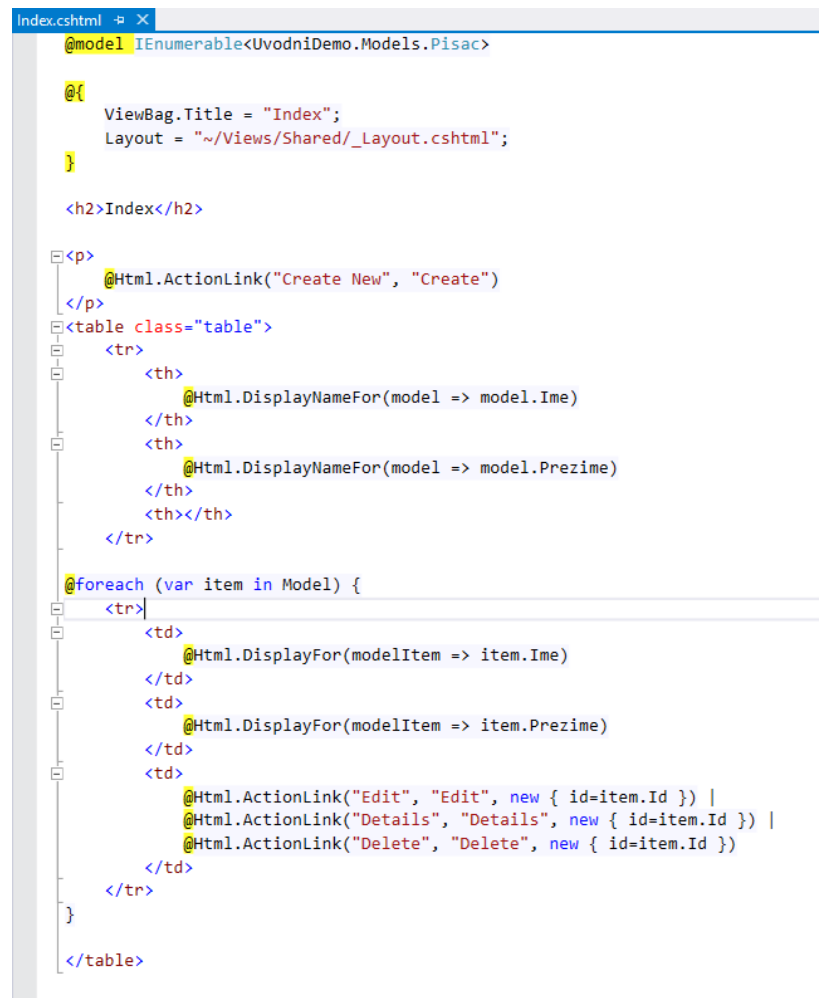 Index.cshtml
@model IEnumerable<UvodniDemo.Models.Pisac>
@{
ViewBag.Title = "Index";
Layout = "~/Views/Shared/_Layout.cshtml";
}
<h2>Index</h2>
<p>
@Html.ActionLink("Create New", "Create")
</p>
<table class="table">
<tr>
<th>
@Html.DisplayNameFor(model => model.Ime)
</th>
<th>
@Html.DisplayNameFor(model => model.Prezime)
</th>
<th></th>
</tr>
@foreach (var item in Model) {
<tr>
<td>
@Html.DisplayFor(modelItem => item.Ime)
</td>
<td>
@Html.DisplayFor(modelItem => item.Prezime)
</td>
<td>
@Html.ActionLink("Edit", "Edit", new { id=item.Id }) |
@Html.ActionLink("Details", "Details", new { id=item.Id }) |
@Html.ActionLink("Delete", "Delete", new { id=item.Id })
</td>
</tr>
}
</table>